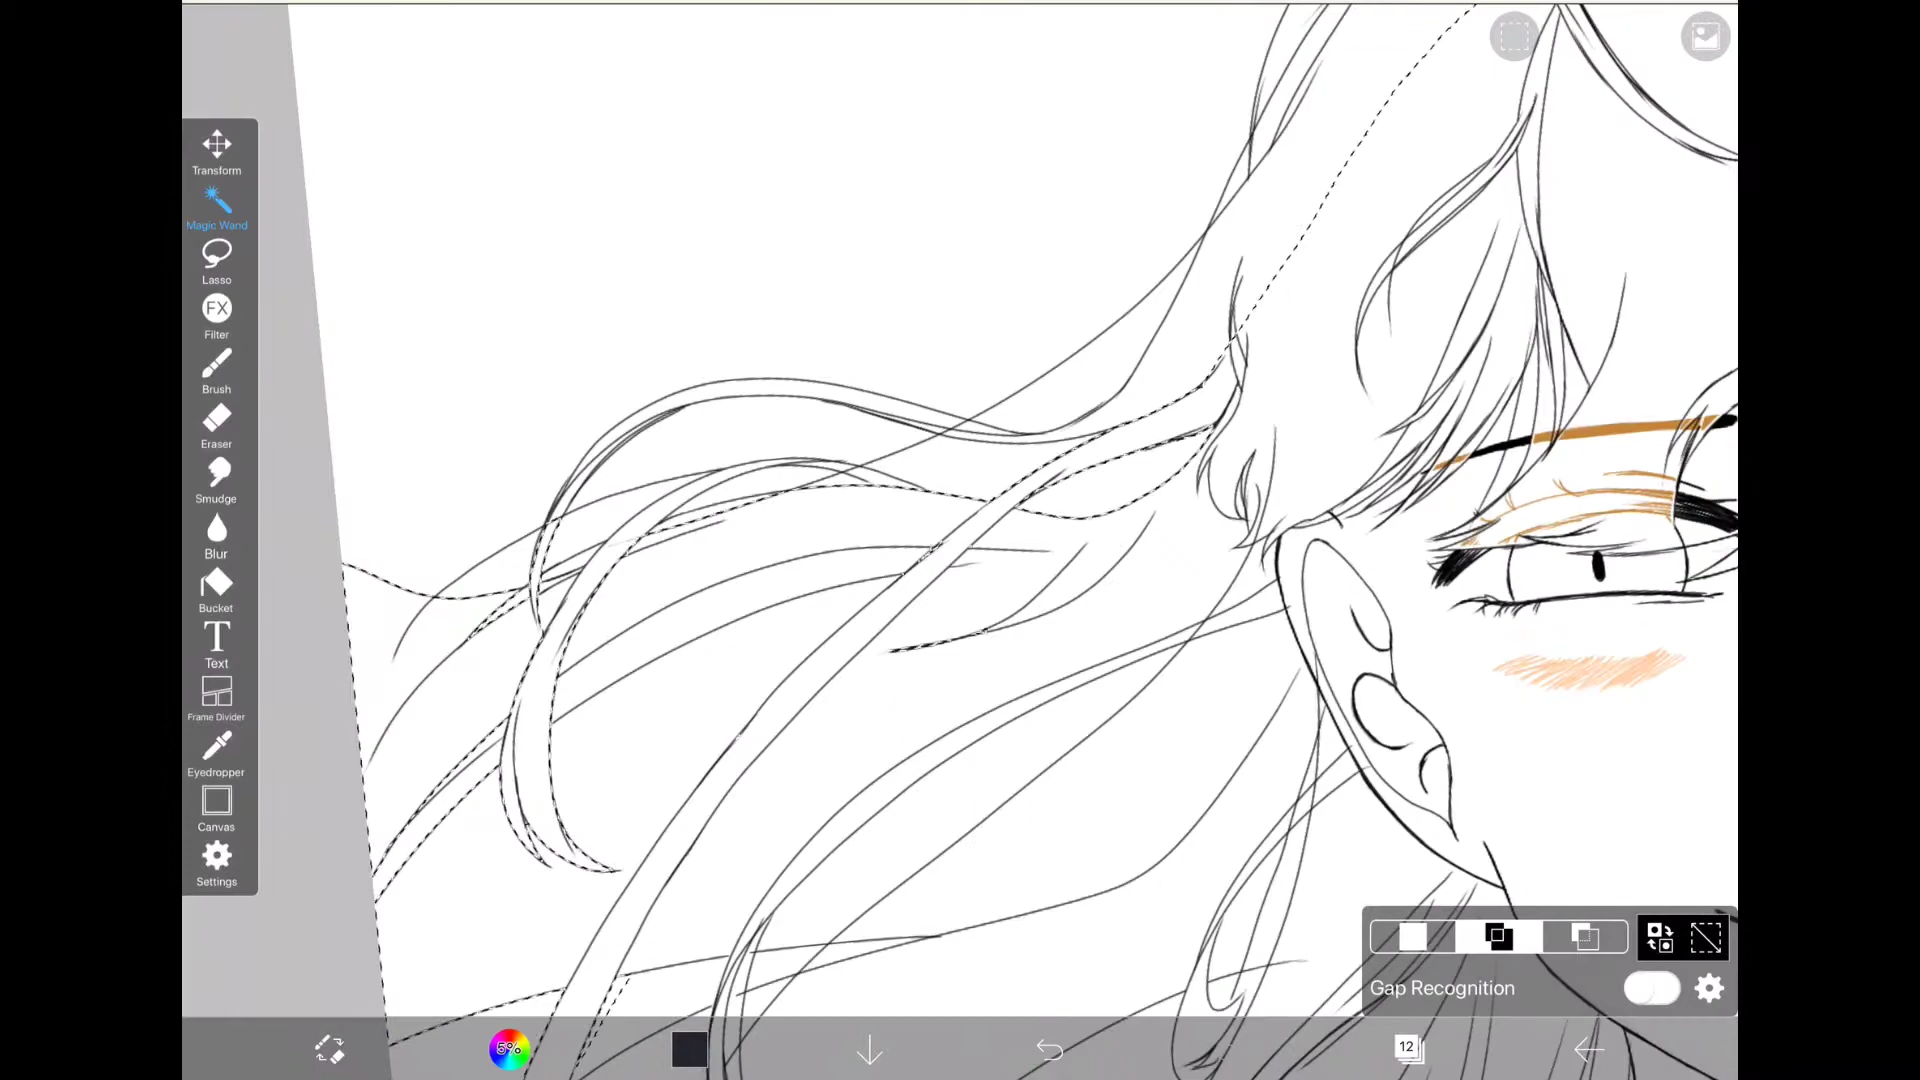 Transform
Magic Wand
Lasso
FX
Filter
Brush
Eraser
Smudge
Blur
Bucket
T
Text
Frame Divider
Eyedropper
Canvas
Settings
Gap Recognition
5%
12